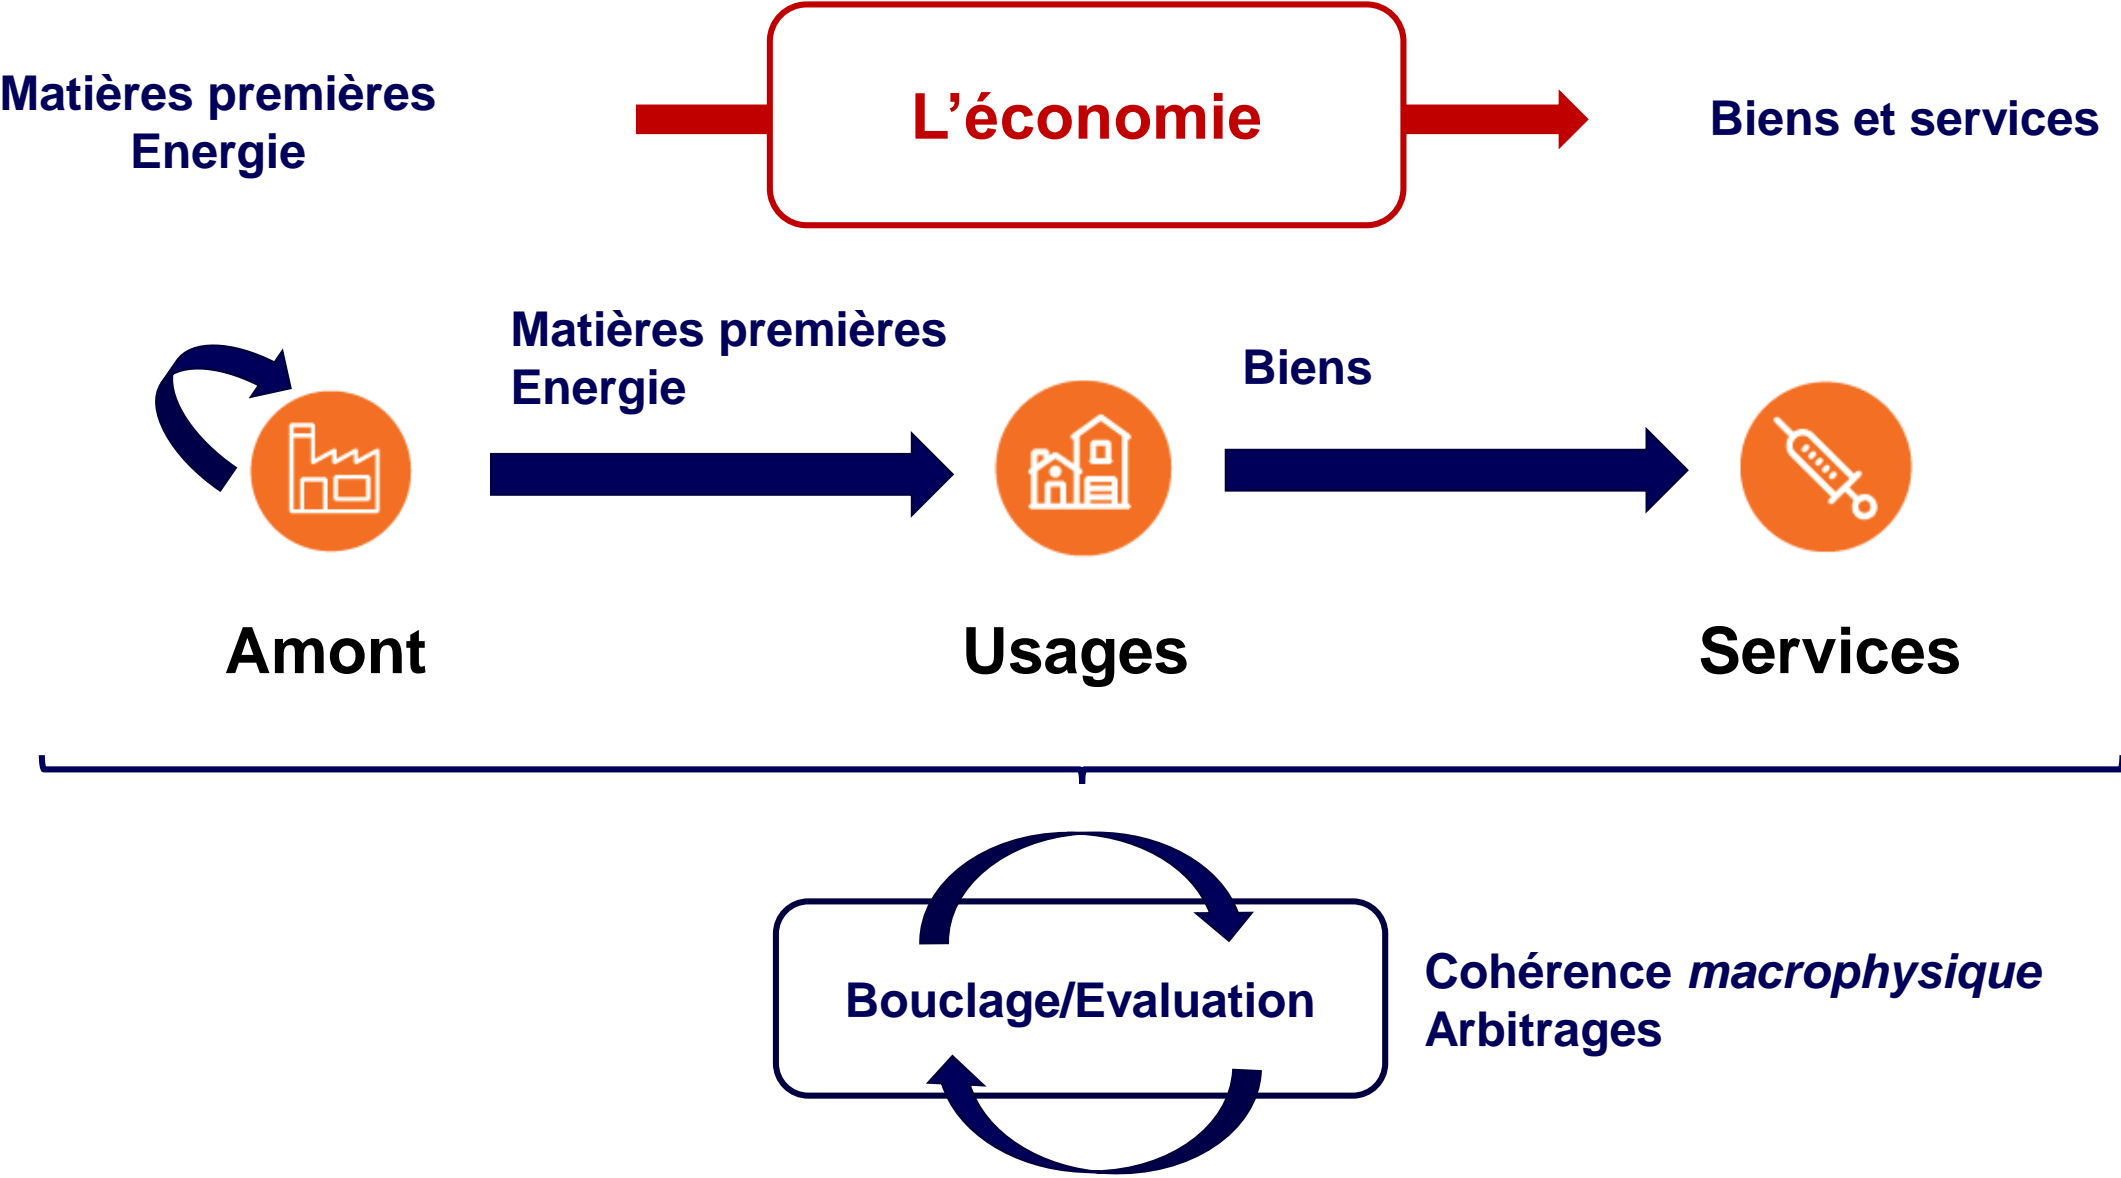 Matières premières
Energie
L’économie
Biens et services
Matières premières
Energie
Biens
Amont
Usages
Services
Bouclage/Evaluation
Cohérence macrophysique
Arbitrages